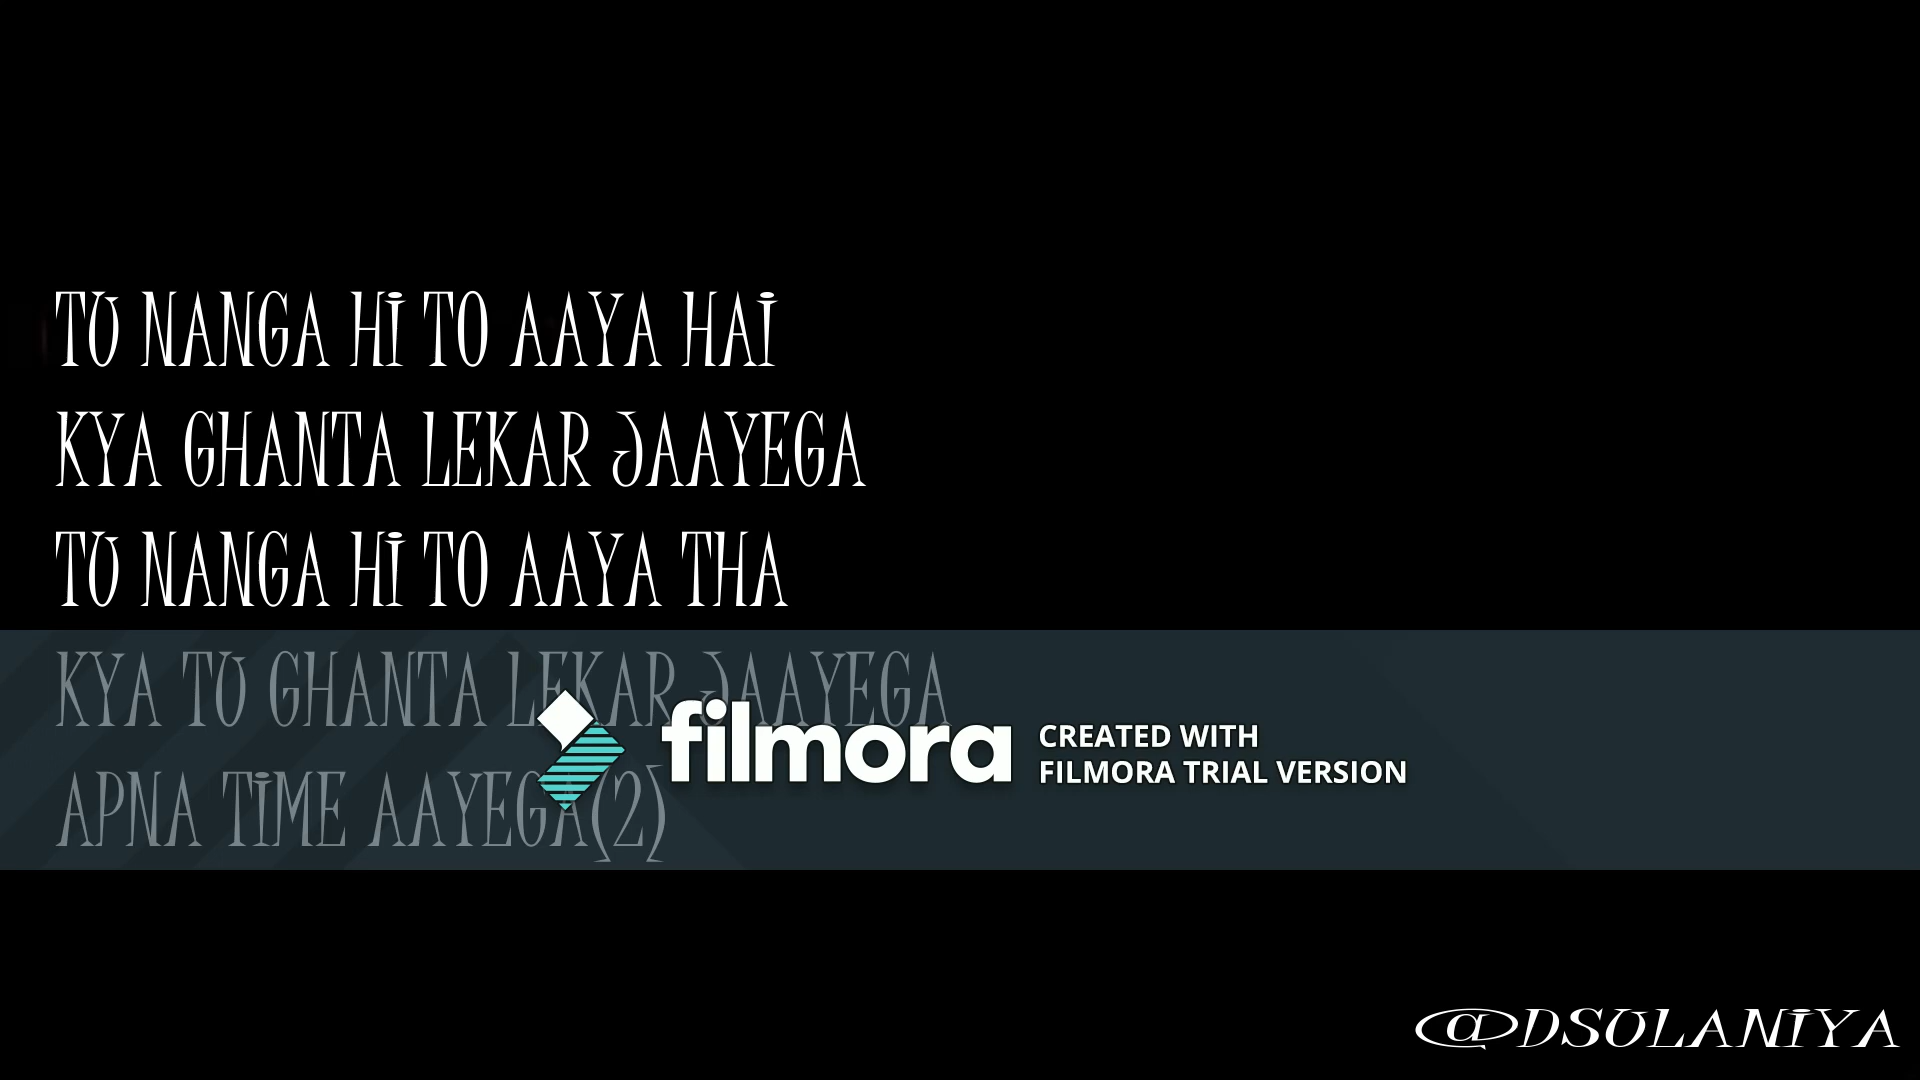 TU NANGA HI TO AAYA HAI
KYA GHANTA LEKAR JAAYEGA
TU NANGA HI TO AAYA THA
KYA TU GHANTA LEKAR JAAYEGA
APNA TIME AAYEGA(2)
filmora
CREATED WITH
FILMORA TRIAL VERSION
@DSULANIYA